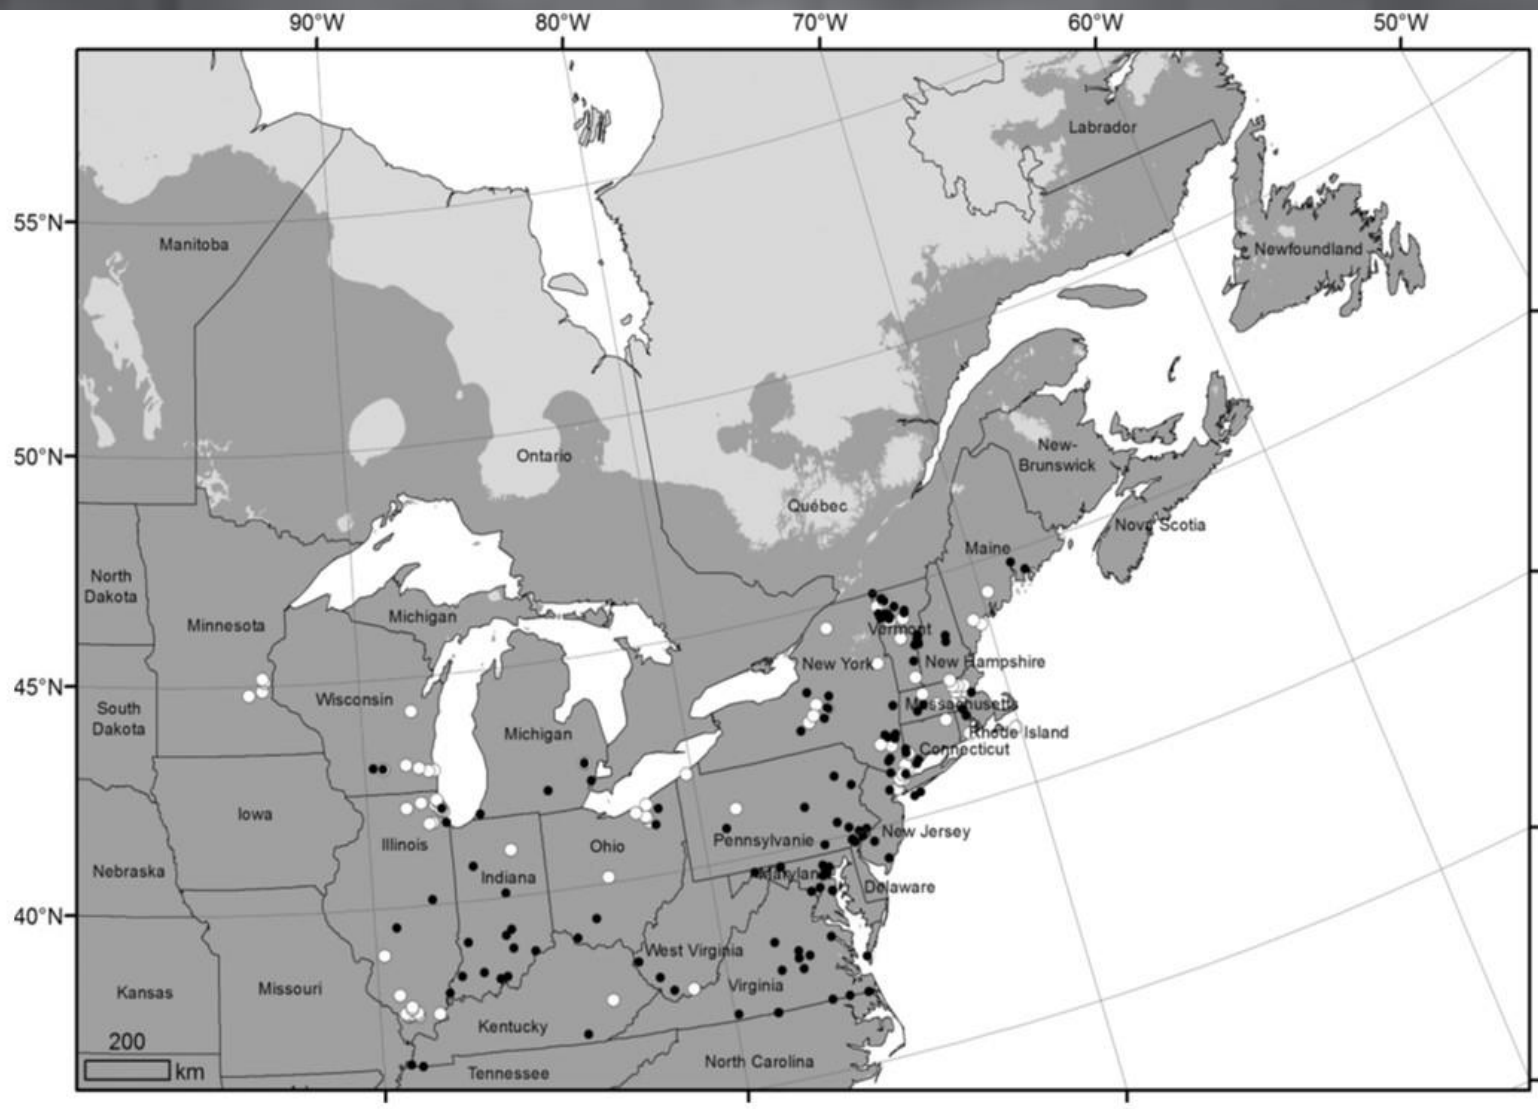 90°W 80°W 70°W 60°W 50°W
Labrador
55°N
Manitoba
Newfoundland
50°N
Ontario
New-
Brunswick
Québec
Nova Scotia
Maine
North
Dakota
Minnesota
Michigan
Vermont
New York
New Hampshire
45°N
Wisconsin
South
Dakota
Michigan
Massachusetts
Rhode Island
Connecticut
Iowa
Illinois
Ohio
Pennsylvanie
New Jersey
Nebraska
Indiana
Maryland
Delaware
40°N
West Virginia
Kansas
Missouri
Virginia
Kentucky
200
km
Tennessee
North Carolina